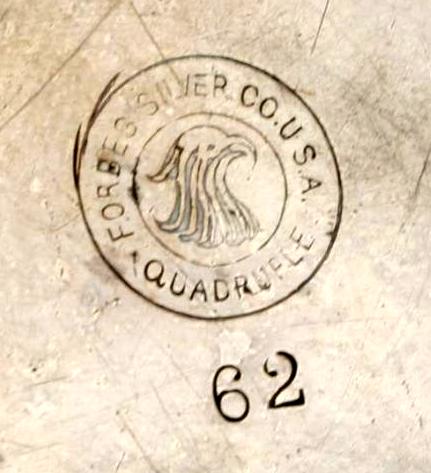 FORBES SILVER CO. U.S.A.
QUADRUPLE
62